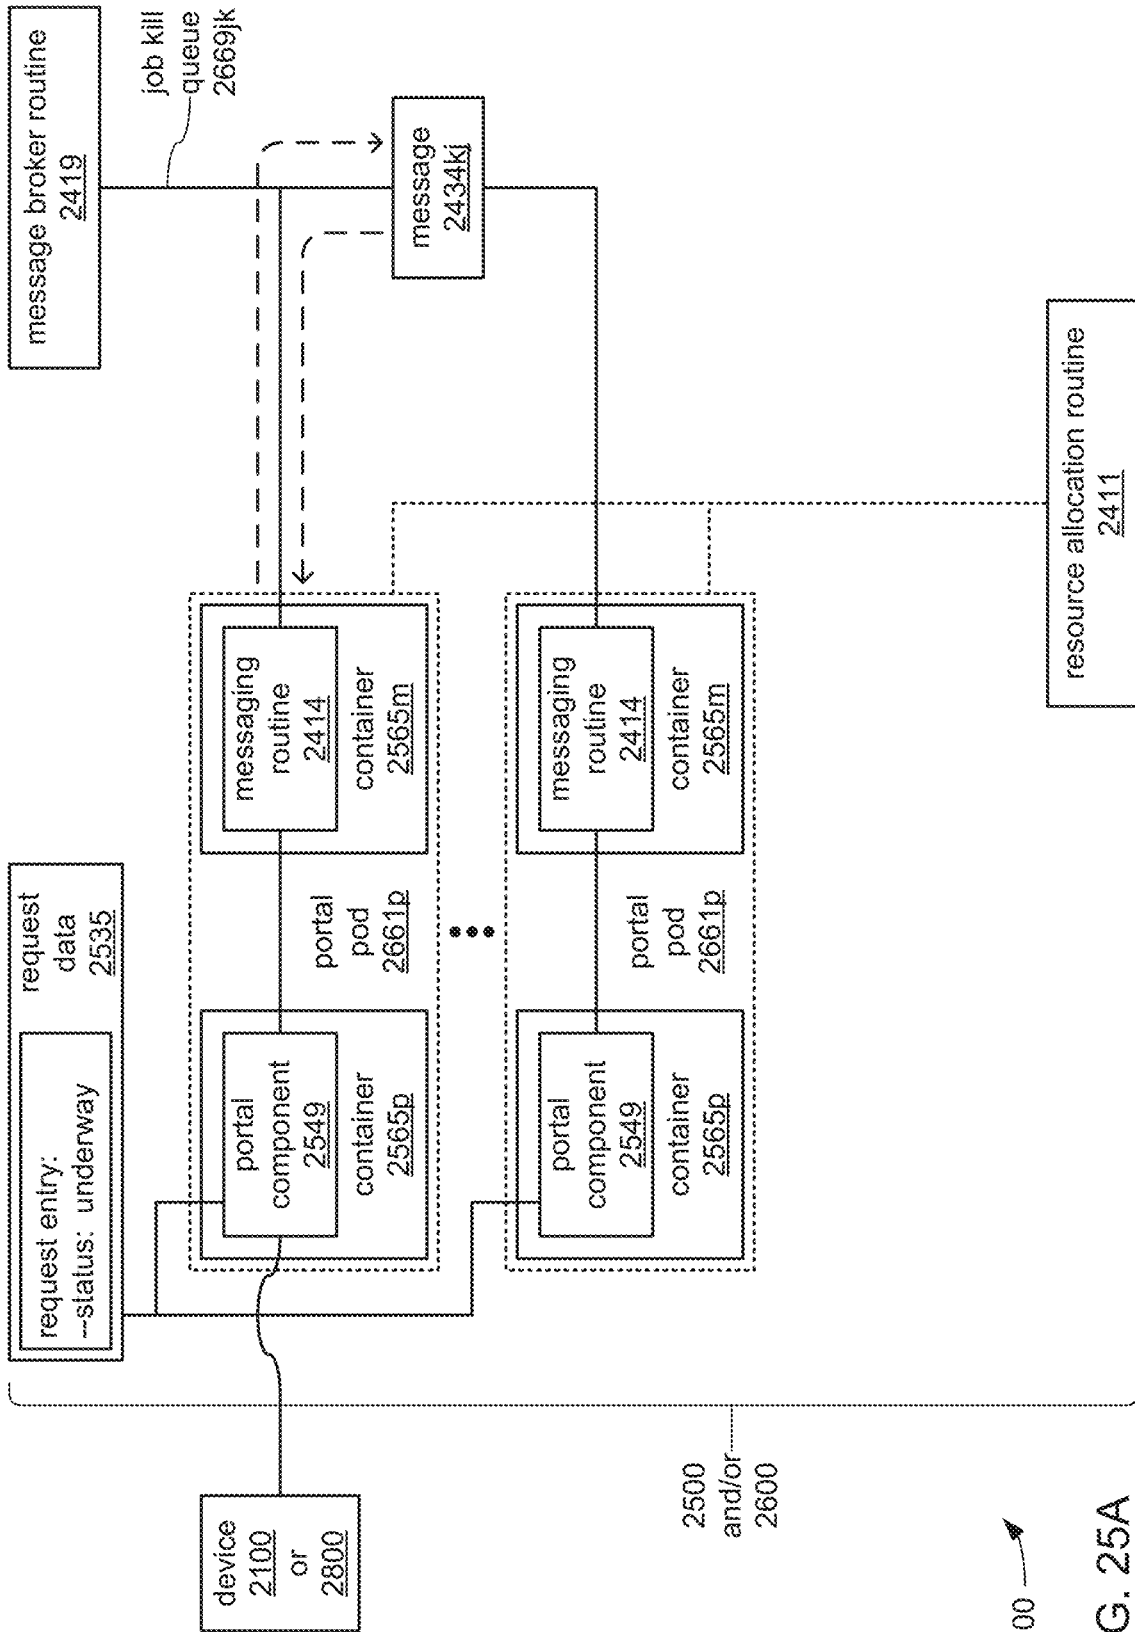 device
2100
or
2800
request entry:
--status: underway
request
data
2535
message broker routine
2419
job kill
queue
2669jk
portal
component
2549
container
2565p
portal
pod
2661p
messaging
routine
2414
container
2565m
message
2434kj
portal
component
2549
container
2565p
portal
pod
2661p
messaging
routine
2414
container
2565m
2500
and/or
2600
resource allocation routine
2411
00
G. 25A